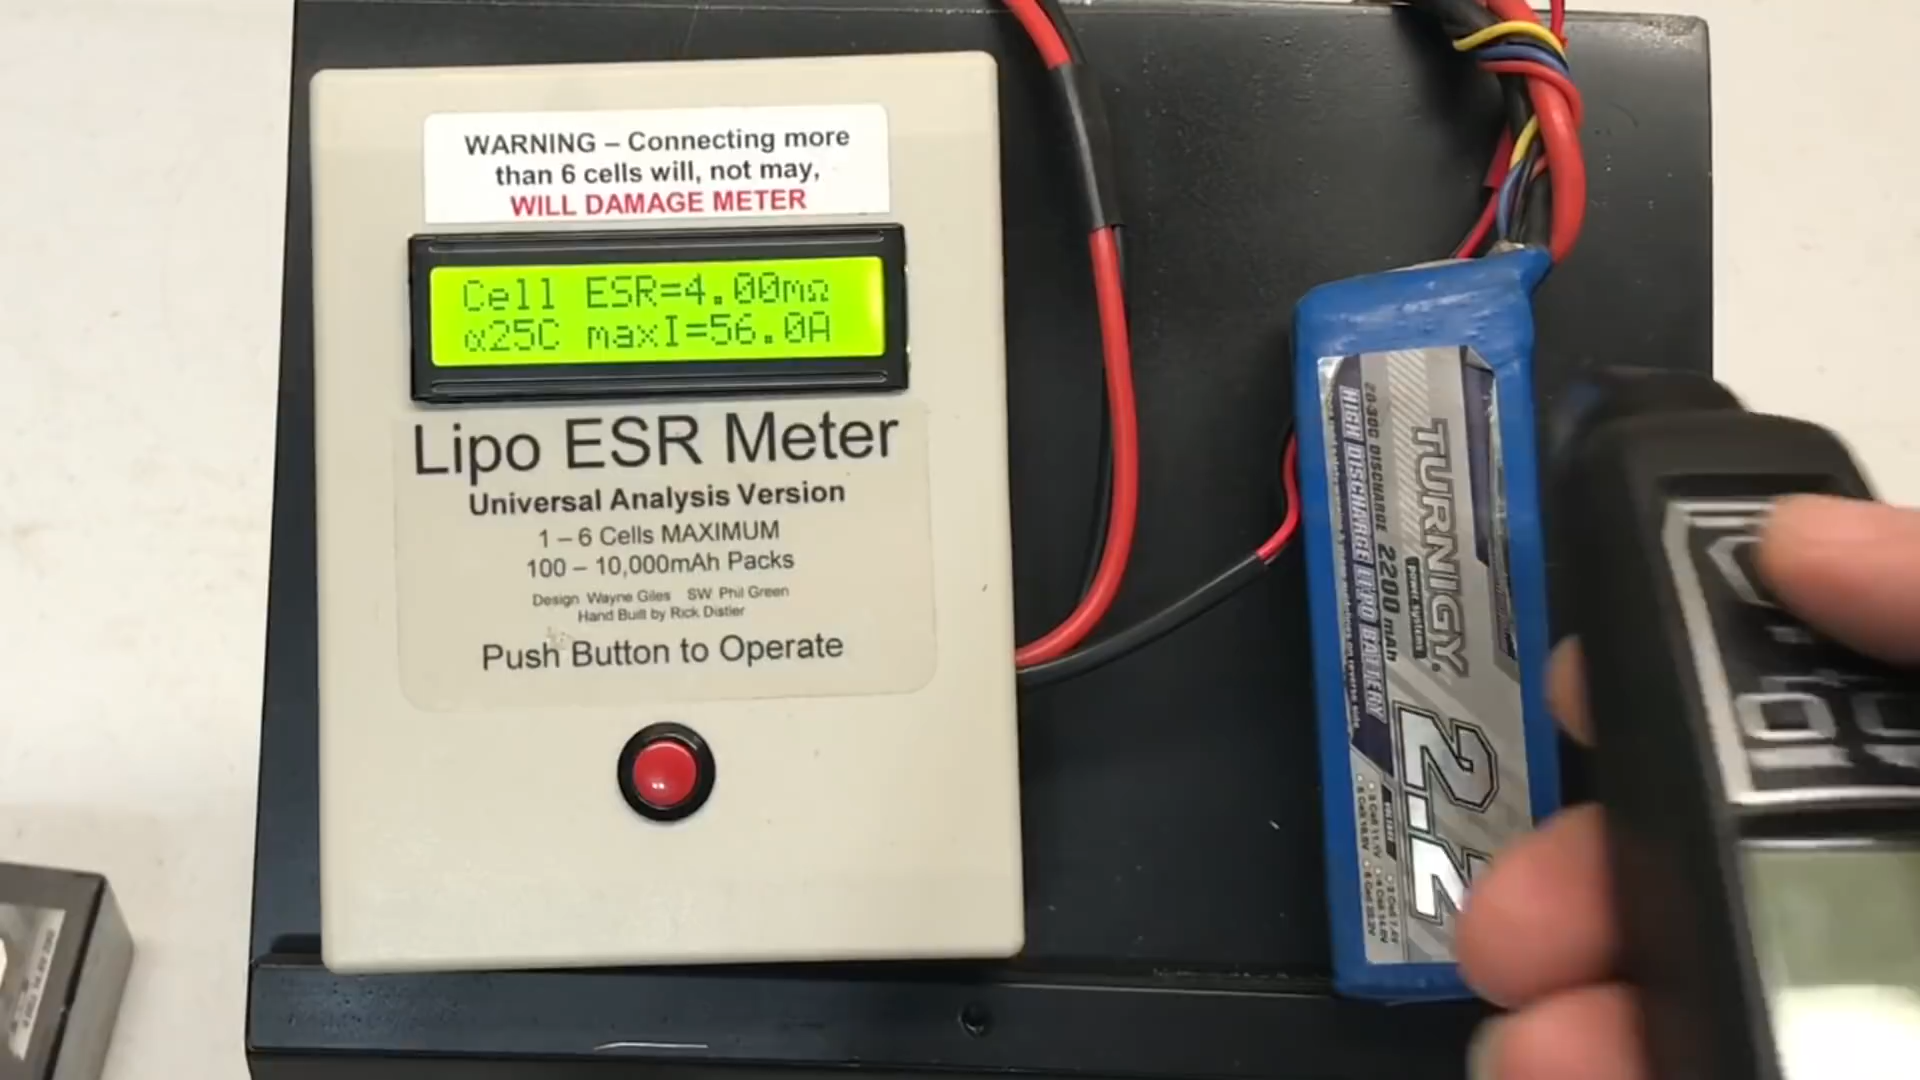 WARNING – Connecting more
than 6 cells will, not may,
WILL DAMAGE METER
Cell ESR=4.00mΩ
α25C maxI=56.0A
Lipo ESR Meter
Universal Analysis Version
1 – 6 Cells MAXIMUM
100 – 10,000mAh Packs
Design Wayne Giles SW Phil Green
Hand Built by Rick Distler
Push Button to Operate
TURNIGY
power systems
2200 mAh
20-30C DISCHARGE
HIGH DISCHARGE LIPO BATTERY
2.2